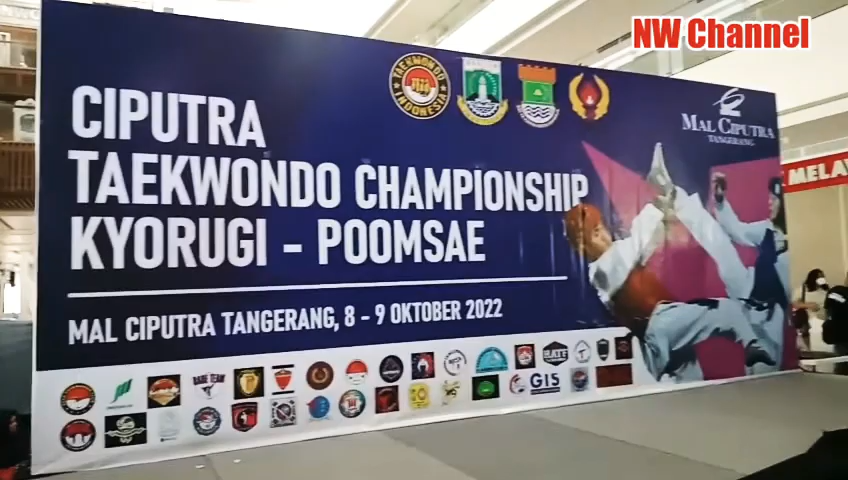 NW Channel
TAEKWONDO INDONESIA
MAL CIPUTRA
TANGERANG
CIPUTRA
TAEKWONDO CHAMPIONSHIP
KYORUGI - POOMSAE
MAL CIPUTRA TANGERANG, 8 - 9 OKTOBER 2022
MELA
GIS